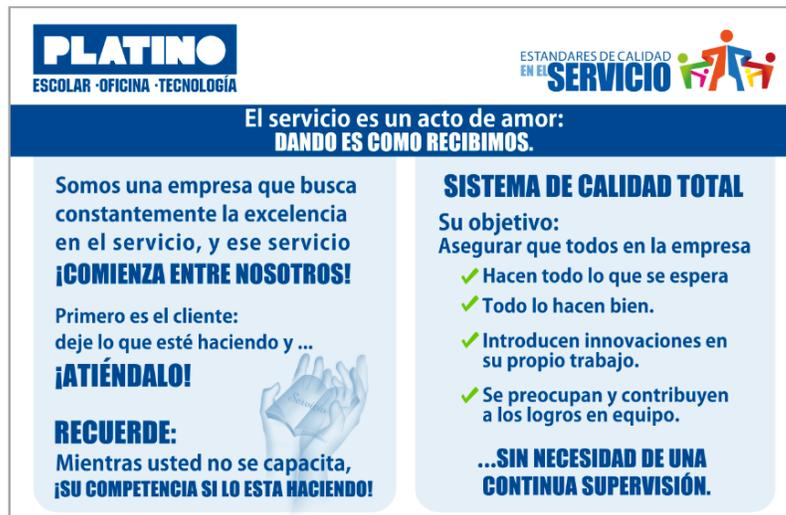 PLATINO
ESCOLAR ·OFICINA ·TECNOLOGÍA
ESTANDARES DE CALIDAD
EN EL SERVICIO
El servicio es un acto de amor:
DANDO ES COMO RECIBIMOS.
Somos una empresa que busca
constantemente la excelencia
en el servicio, y ese servicio
¡COMIENZA ENTRE NOSOTROS!
Primero es el cliente:
deje lo que esté haciendo y ...
¡ATIÉNDALO!
Servicio
RECUERDE:
Mientras usted no se capacita,
¡SU COMPETENCIA SI LO ESTA HACIENDO!
SISTEMA DE CALIDAD TOTAL
Su objetivo:
Asegurar que todos en la empresa
Hacen todo lo que se espera
Todo lo hacen bien.
Introducen innovaciones en
su propio trabajo.
Se preocupan y contribuyen
a los logros en equipo.
...SIN NECESIDAD DE UNA
CONTINUA SUPERVISIÓN.